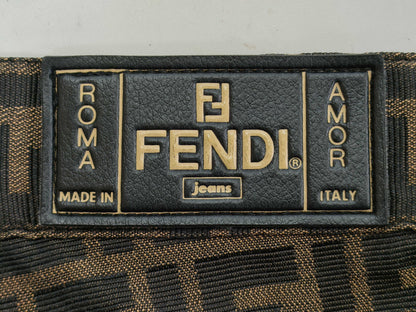 ROMA
MADE IN
FF
FENDI®
jeans
AMOR
ITALY